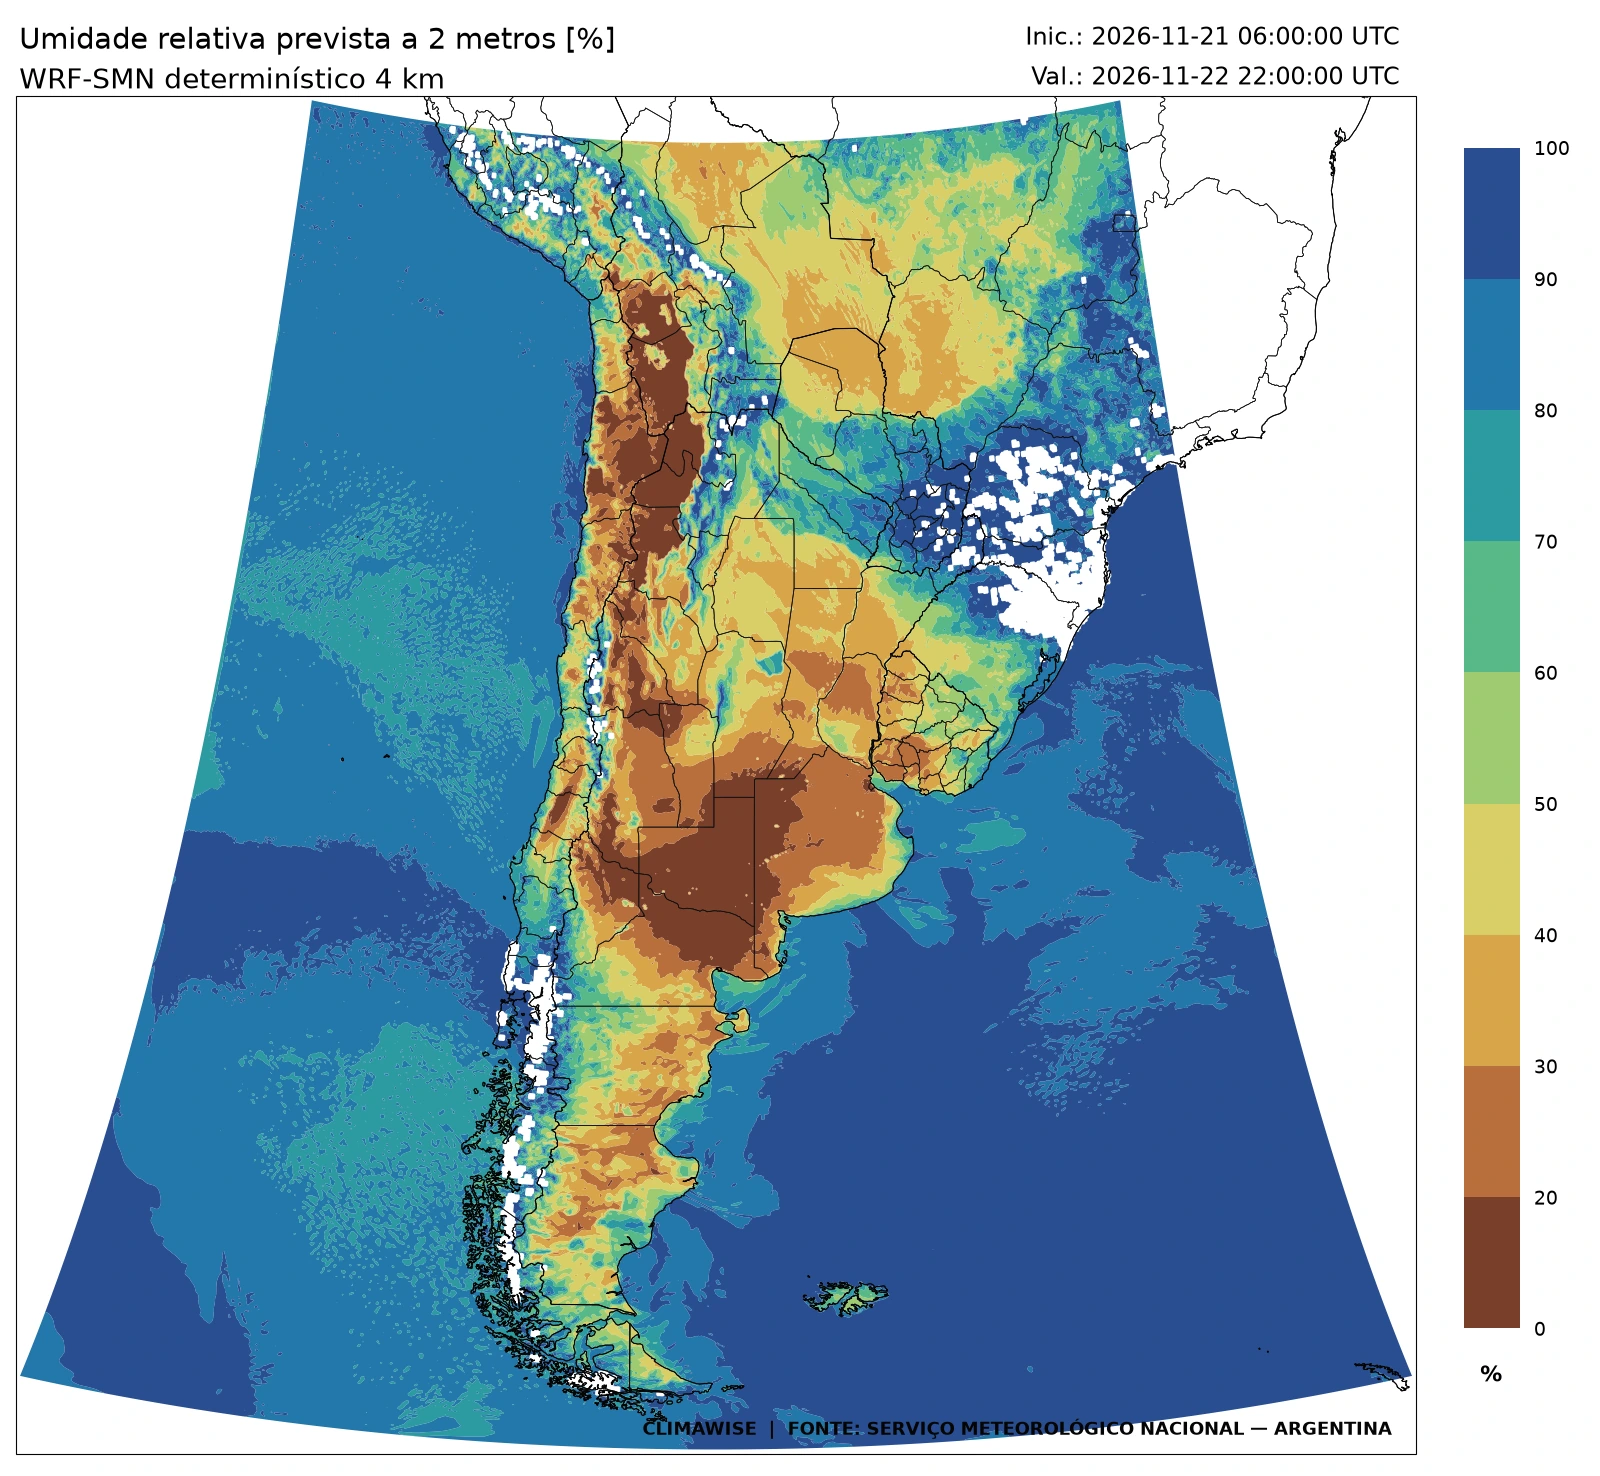 Umidade relativa prevista a 2 metros [%]
WRF-SMN determinístico 4 km
Inic.: 2026-11-21 06:00:00 UTC
Val.: 2026-11-22 22:00:00 UTC
100
90
80
70
60
50
40
30
20
0
%
CLIMAWISE | FONTE: SERVIÇO METEOROLÓGICO NACIONAL — ARGENTINA